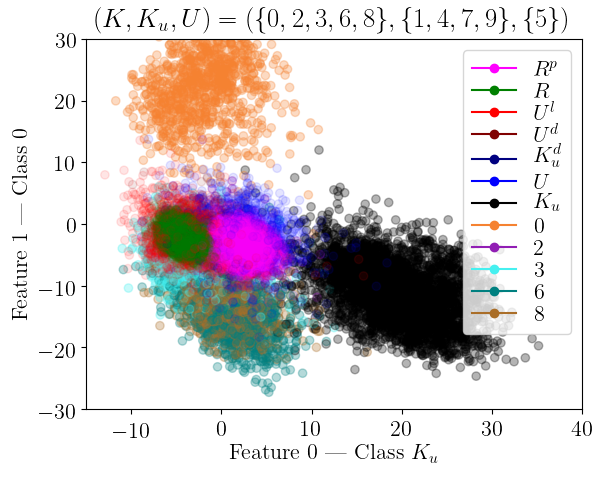 (K, K_u, U) = ({0, 2, 3, 6, 8}, {1, 4, 7, 9}, {5})
30
20
10
0
−10
−20
−30
Feature 1 — Class 0
R^p
R
U^l
U^d
K_u^d
U
K_u
0
2
3
6
8
−10
0
10
20
30
40
Feature 0 — Class K_u